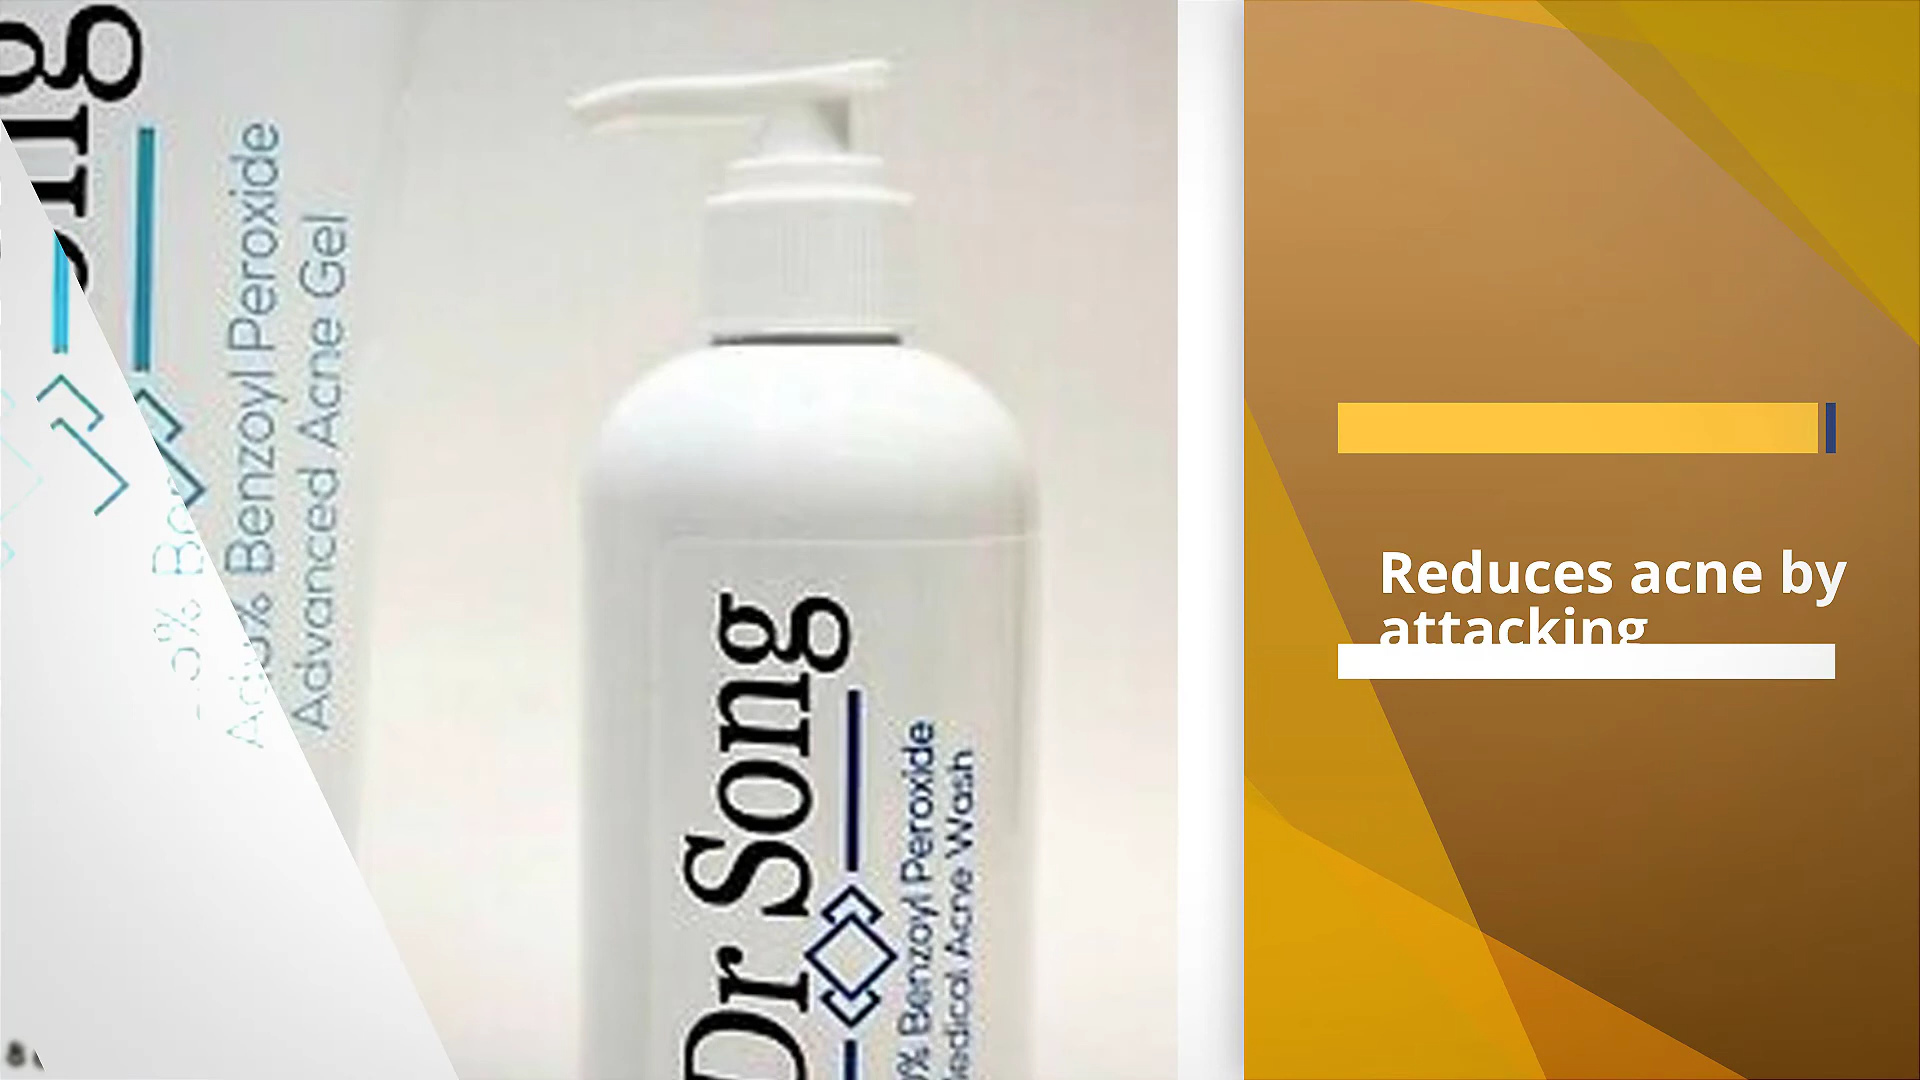 Benzoyl Peroxide
Advanced Acne Gel
Dr Song
Benzoyl Peroxide
Acne Wash
Reduces acne by
attacking